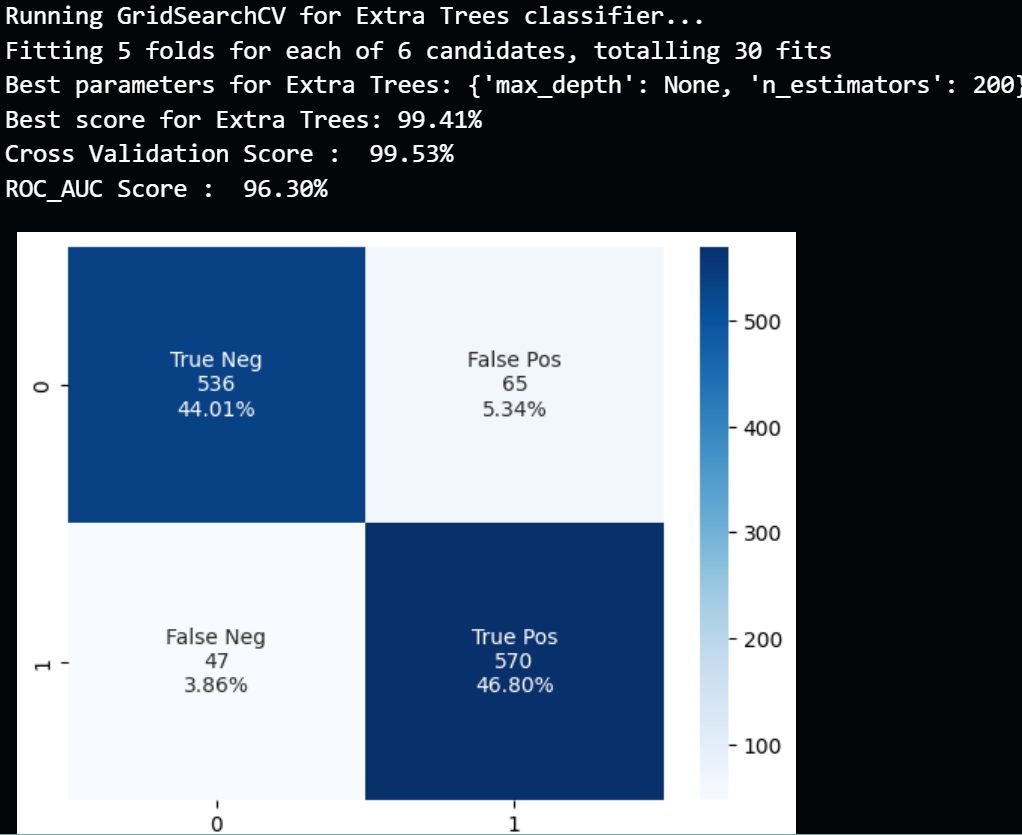 Running GridSearchCV for Extra Trees classifier...
Fitting 5 folds for each of 6 candidates, totalling 30 fits
Best parameters for Extra Trees: {'max_depth': None, 'n_estimators': 200}
Best score for Extra Trees: 99.41%
Cross Validation Score :  99.53%
ROC_AUC Score :  96.30%
True Neg
536
44.01%
False Pos
65
5.34%
False Neg
47
3.86%
True Pos
570
46.80%
0
1
0
1
500
400
300
200
100